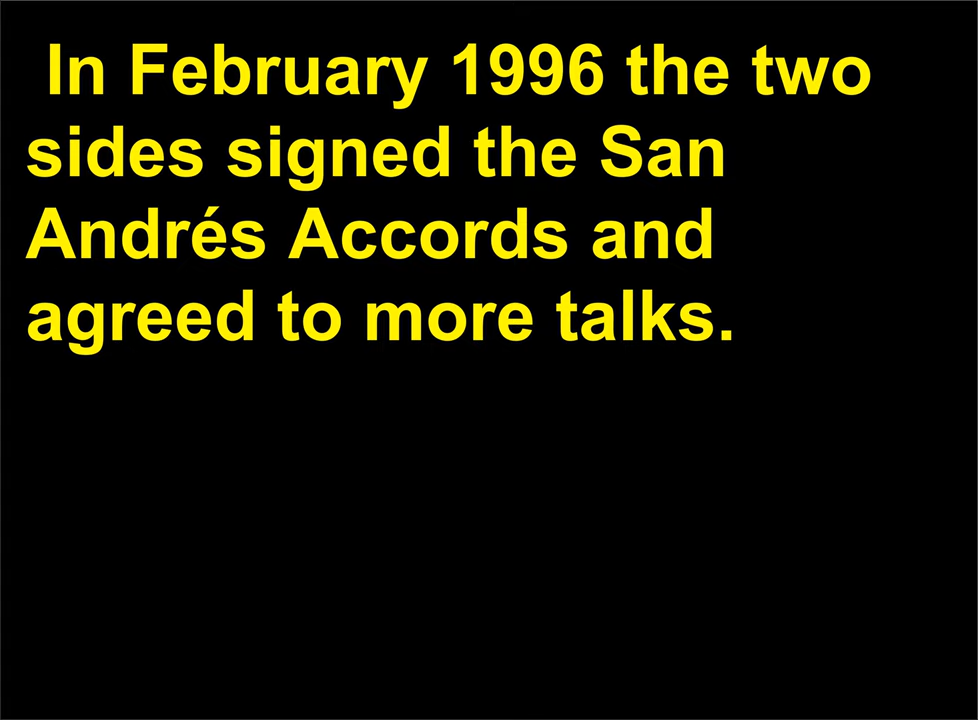 In February 1996 the two
sides signed the San
Andrés Accords and
agreed to more talks.